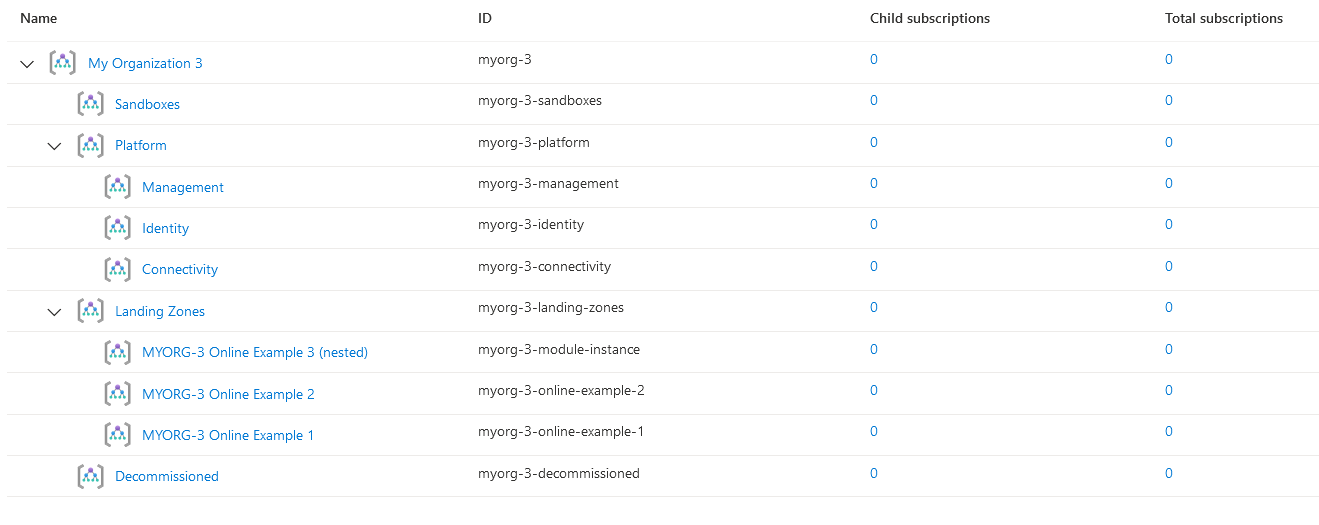 Name ID Child subscriptions Total subscriptions
My Organization 3 myorg-3 0 0
Sandboxes myorg-3-sandboxes 0 0
Platform myorg-3-platform 0 0
Management myorg-3-management 0 0
Identity myorg-3-identity 0 0
Connectivity myorg-3-connectivity 0 0
Landing Zones myorg-3-landing-zones 0 0
MYORG-3 Online Example 3 (nested) myorg-3-module-instance 0 0
MYORG-3 Online Example 2 myorg-3-online-example-2 0 0
MYORG-3 Online Example 1 myorg-3-online-example-1 0 0
Decommissioned myorg-3-decommissioned 0 0